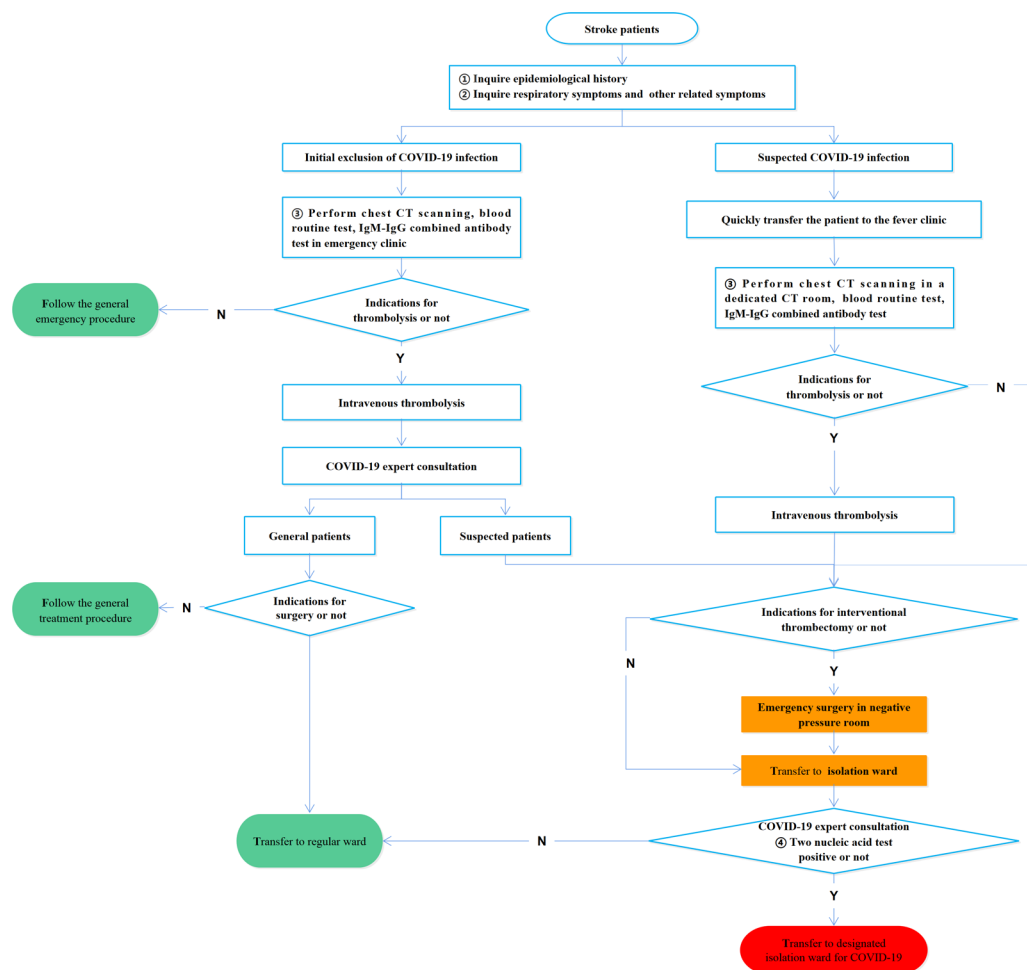 Stroke patients
① Inquire epidemiological history
② Inquire respiratory symptoms and other related symptoms
Initial exclusion of COVID-19 infection
Suspected COVID-19 infection
③ Perform chest CT scanning, blood
routine test, IgM-IgG combined antibody
test in emergency clinic
Quickly transfer the patient to the fever clinic
③ Perform chest CT scanning in a
dedicated CT room, blood routine test,
IgM-IgG combined antibody test
Follow the general
emergency procedure
N
Indications for
thrombolysis or not
Y
Indications for
thrombolysis or not
N
Y
Intravenous thrombolysis
COVID-19 expert consultation
Intravenous thrombolysis
General patients
Suspected patients
Follow the general
treatment procedure
N
Indications for
surgery or not
Indications for interventional
thrombectomy or not
N
Y
Emergency surgery in negative
pressure room
Transfer to isolation ward
Transfer to regular ward
N
COVID-19 expert consultation
④ Two nucleic acid test
positive or not
Y
Transfer to designated
isolation ward for COVID-19